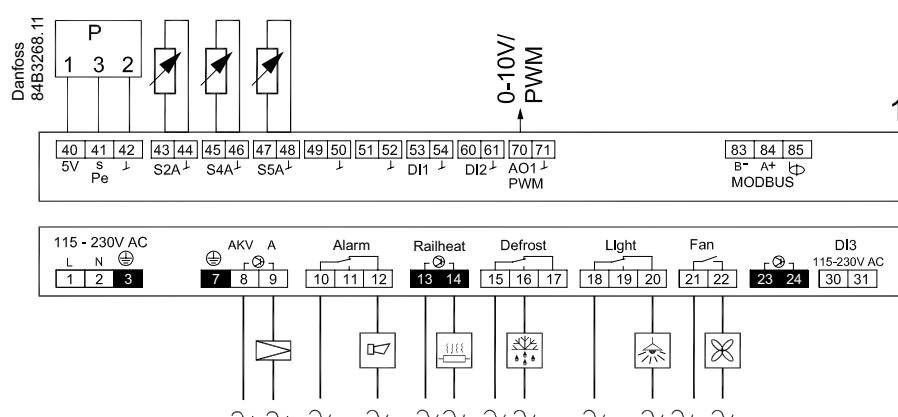 Danfoss
84B3268.11
P
1 3 2
0-10V/
PWM
1
40 41 42 43 44 45 46 47 48 49 50 51 52 53 54 60 61 70 71 83 84 85
5V s S2A S4A S5A DI1 DI2 AO1 B- A+
Pe PWM MODBUS
115 - 230V AC AKV A Alarm Railheat Defrost LIght Fan DI3
L N 115-230V AC
1 2 3 7 8 9 10 11 12 13 14 15 16 17 18 19 20 21 22 23 24 30 31